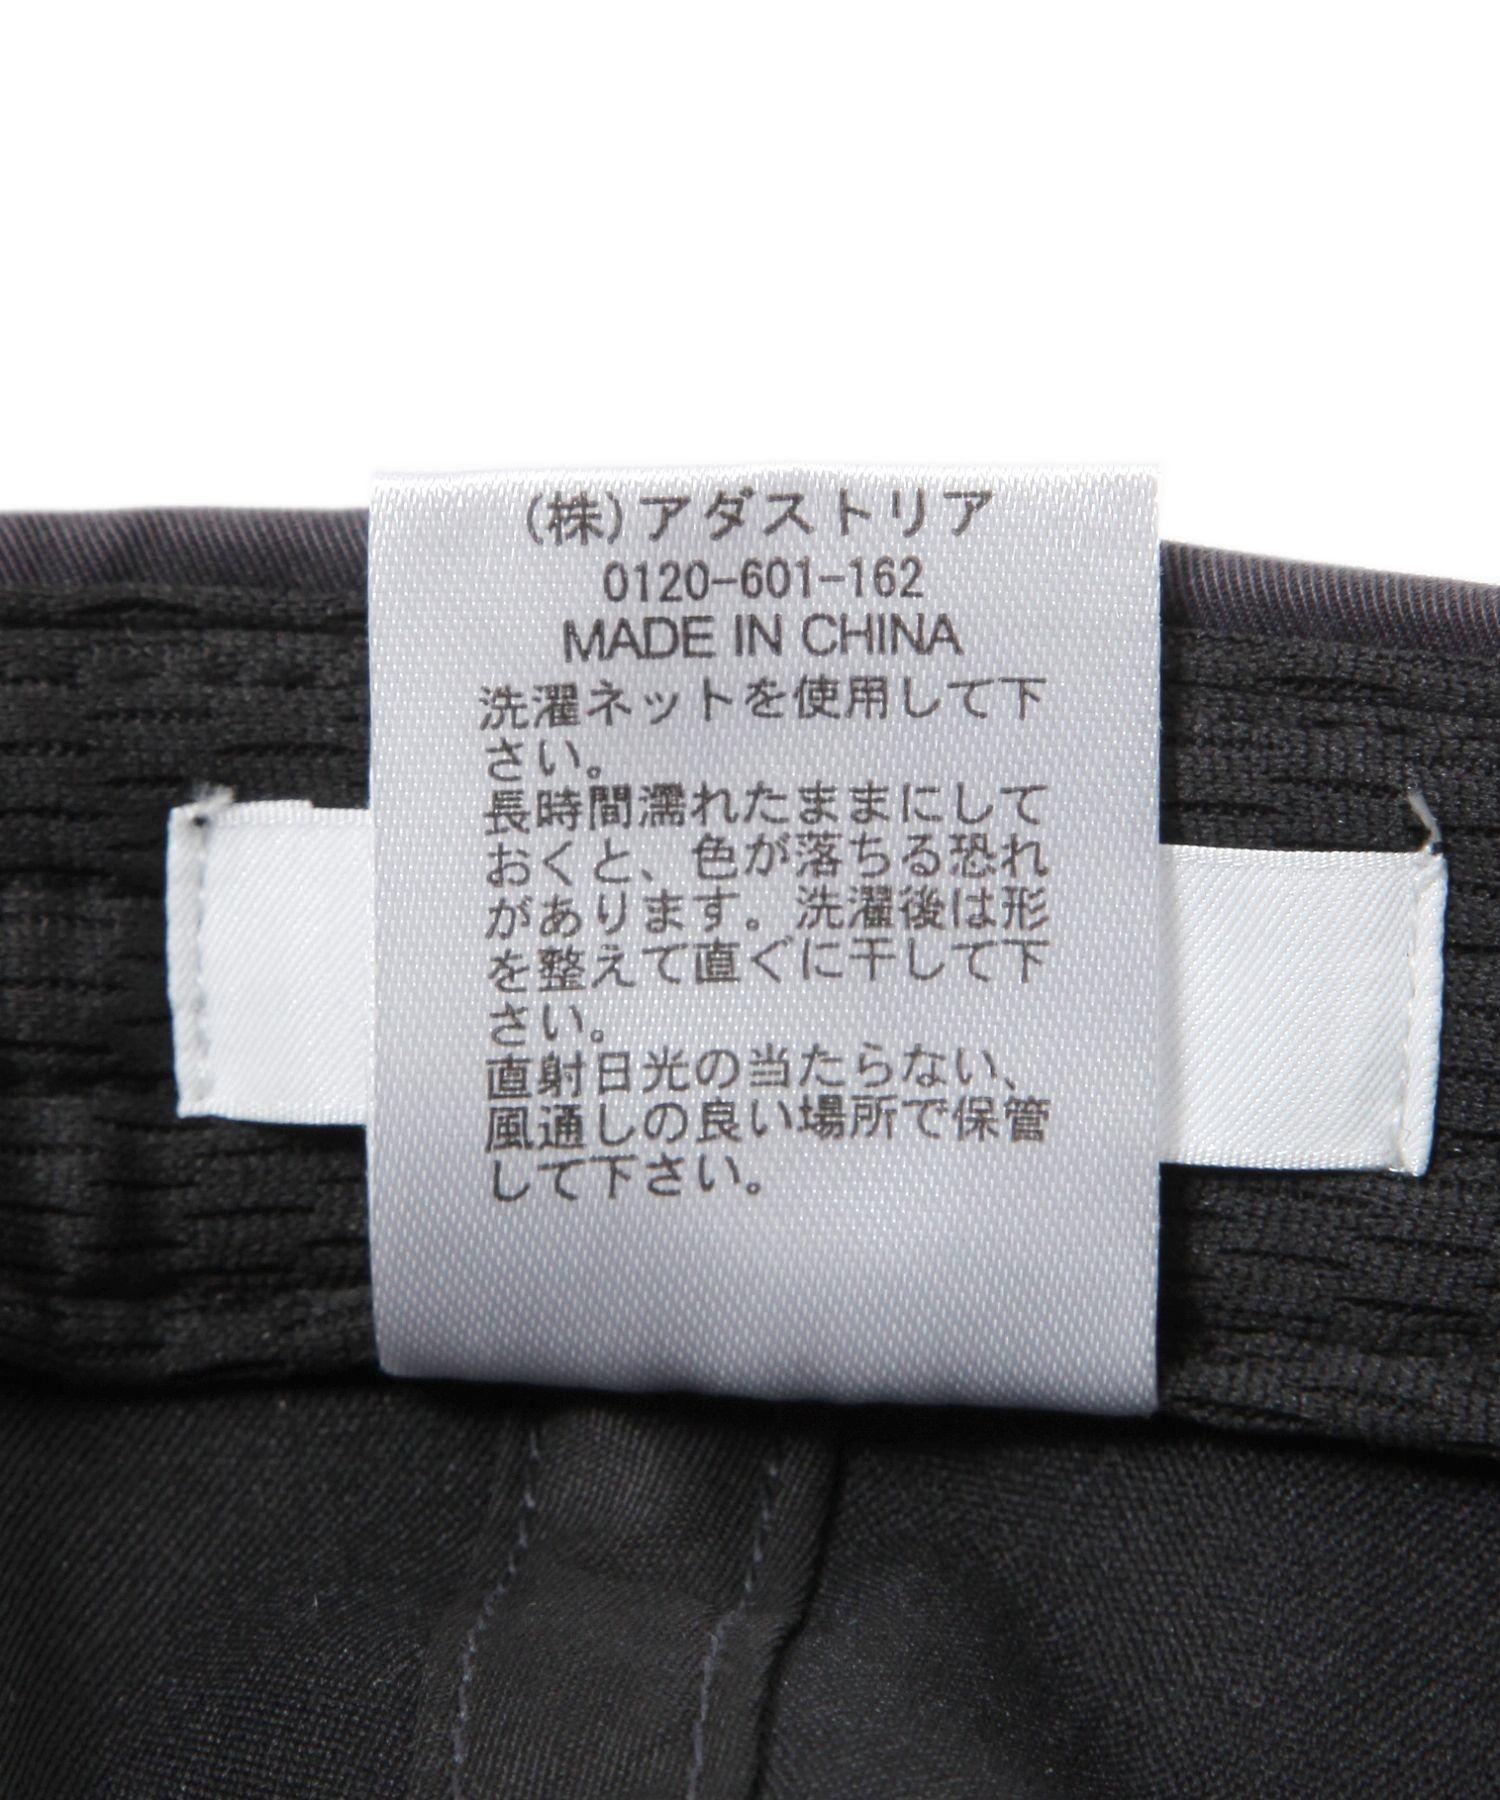 (株)アダストリア
0120-601-162
MADE IN CHINA
洗濯ネットを使用して下
さい。
長時間濡れたままにして
おくと、色が落ちる恐れ
があります。洗濯後は形
を整えて直ぐに干して下
さい。
直射日光の当たらない、
風通しの良い場所で保管
して下さい。